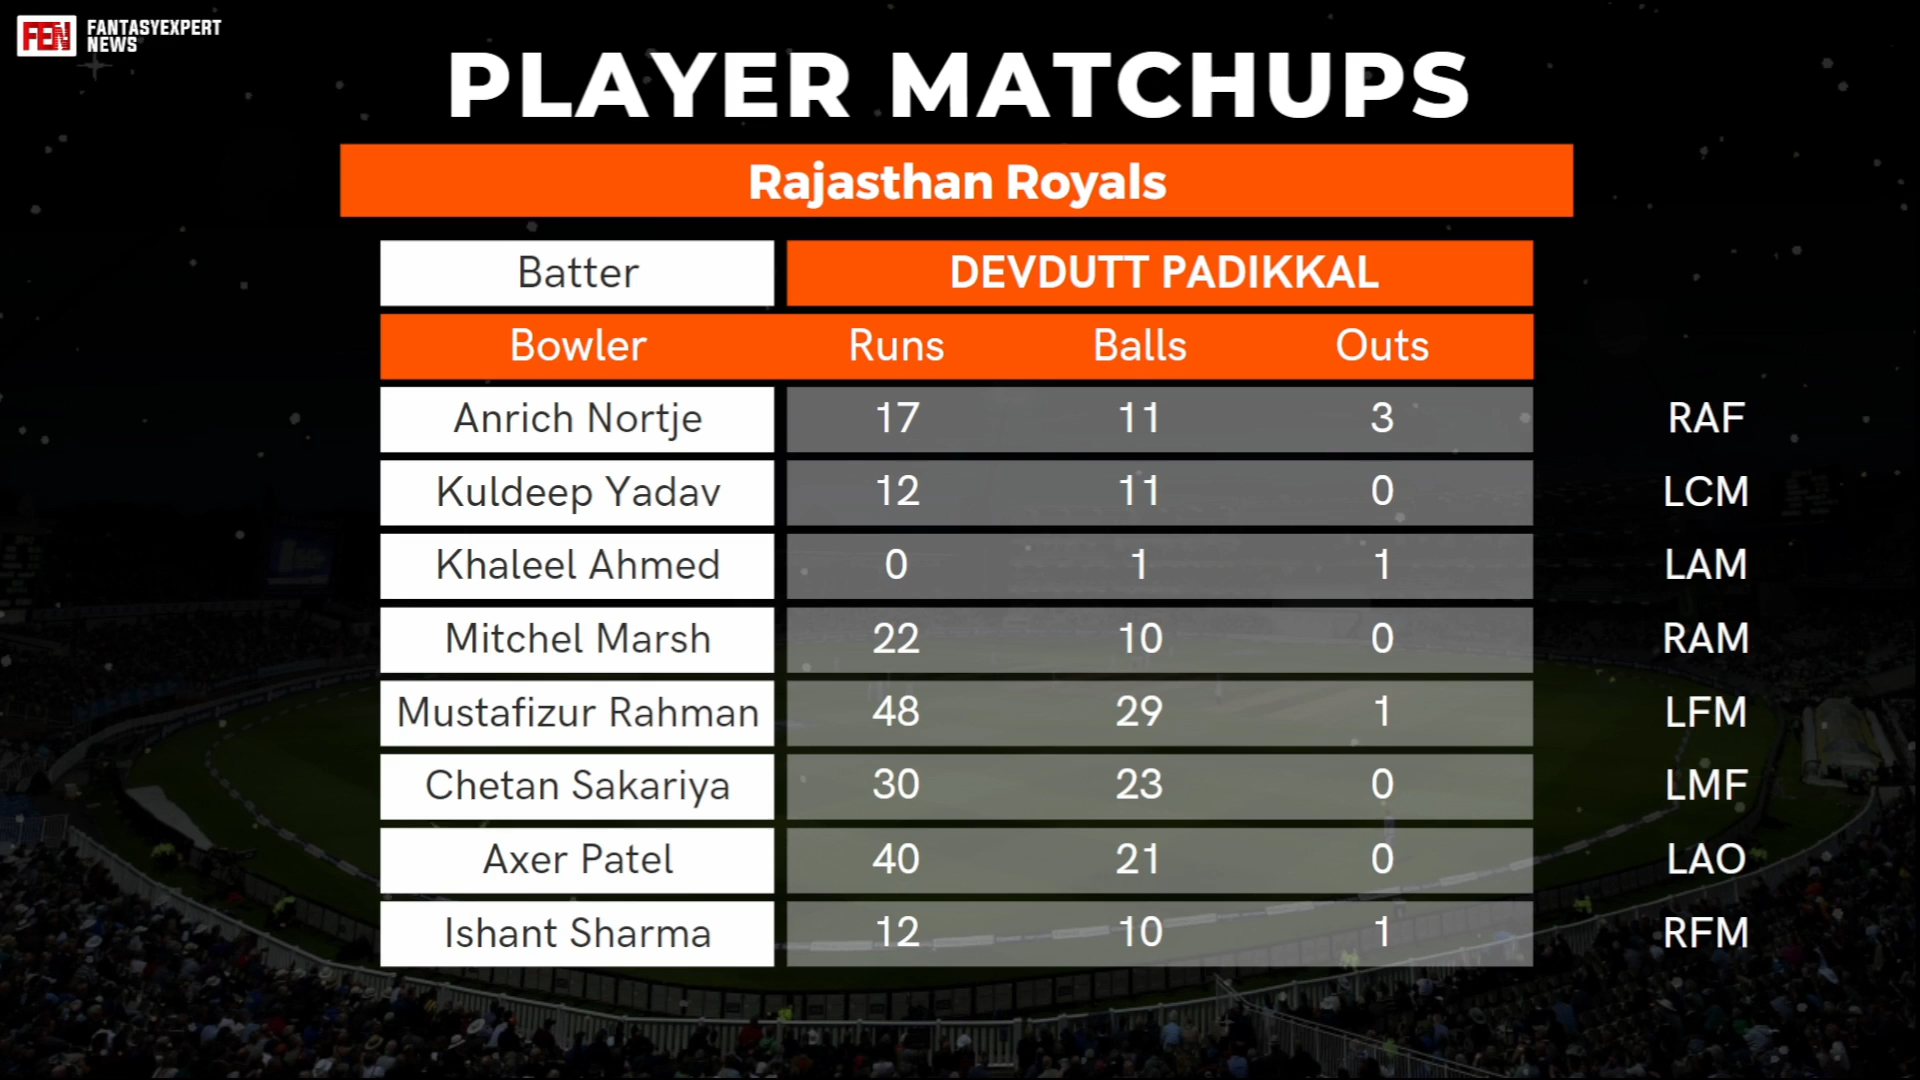 FEN FANTASYEXPERT
NEWS
PLAYER MATCHUPS
Rajasthan Royals
Batter DEVDUTT PADIKKAL
Bowler Runs Balls Outs
Anrich Nortje 17 11 3 RAF
Kuldeep Yadav 12 11 0 LCM
Khaleel Ahmed 0 1 1 LAM
Mitchel Marsh 22 10 0 RAM
Mustafizur Rahman 48 29 1 LFM
Chetan Sakariya 30 23 0 LMF
Axer Patel 40 21 0 LAO
Ishant Sharma 12 10 1 RFM